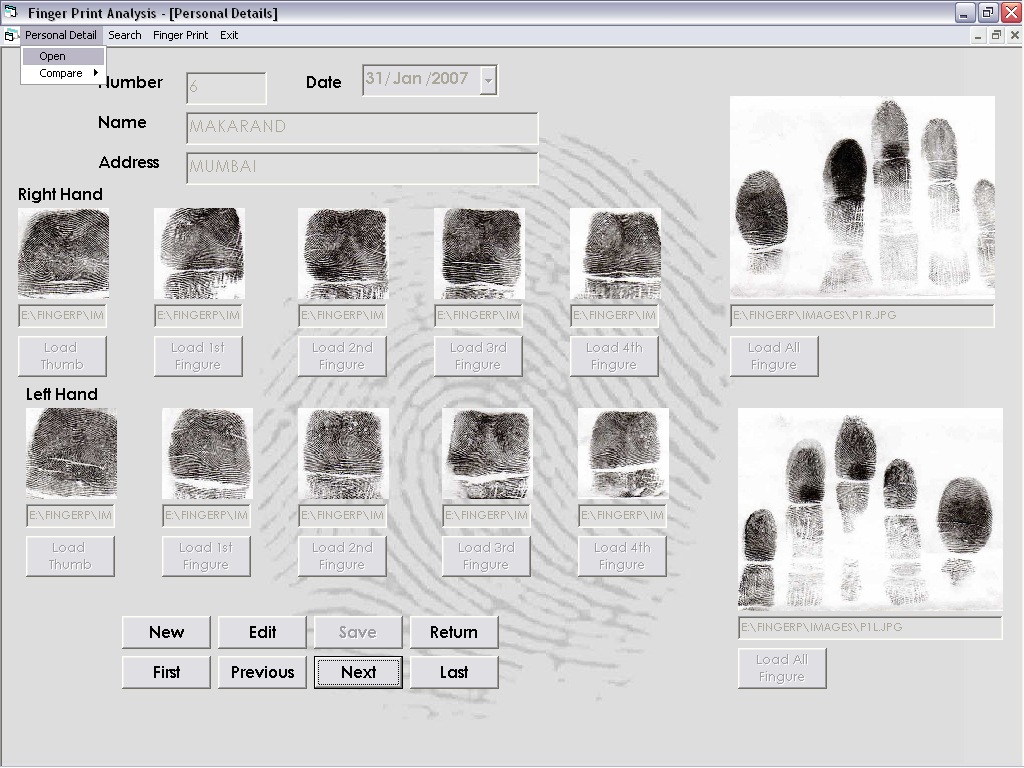 Finger Print Analysis - [Personal Details]
Personal Detail Search Finger Print Exit
Open
Compare
Number 6 Date 31/Jan /2007
Name MAKARAND
Address MUMBAI
Right Hand
E:\FINGERP\IM E:\FINGERP\IM E:\FINGERP\IM E:\FINGERP\IM E:\FINGERP\IM E:\FINGERP\IMAGES\P1R.JPG
Load Thumb
Load 1st Fingure
Load 2nd Fingure
Load 3rd Fingure
Load 4th Fingure
Load All Fingure
Left Hand
E:\FINGERP\IM E:\FINGERP\IM E:\FINGERP\IM E:\FINGERP\IM E:\FINGERP\IM
Load Thumb
Load 1st Fingure
Load 2nd Fingure
Load 3rd Fingure
Load 4th Fingure
E:\FINGERP\IMAGES\P1L.JPG
Load All Fingure
New Edit Save Return
First Previous Next Last